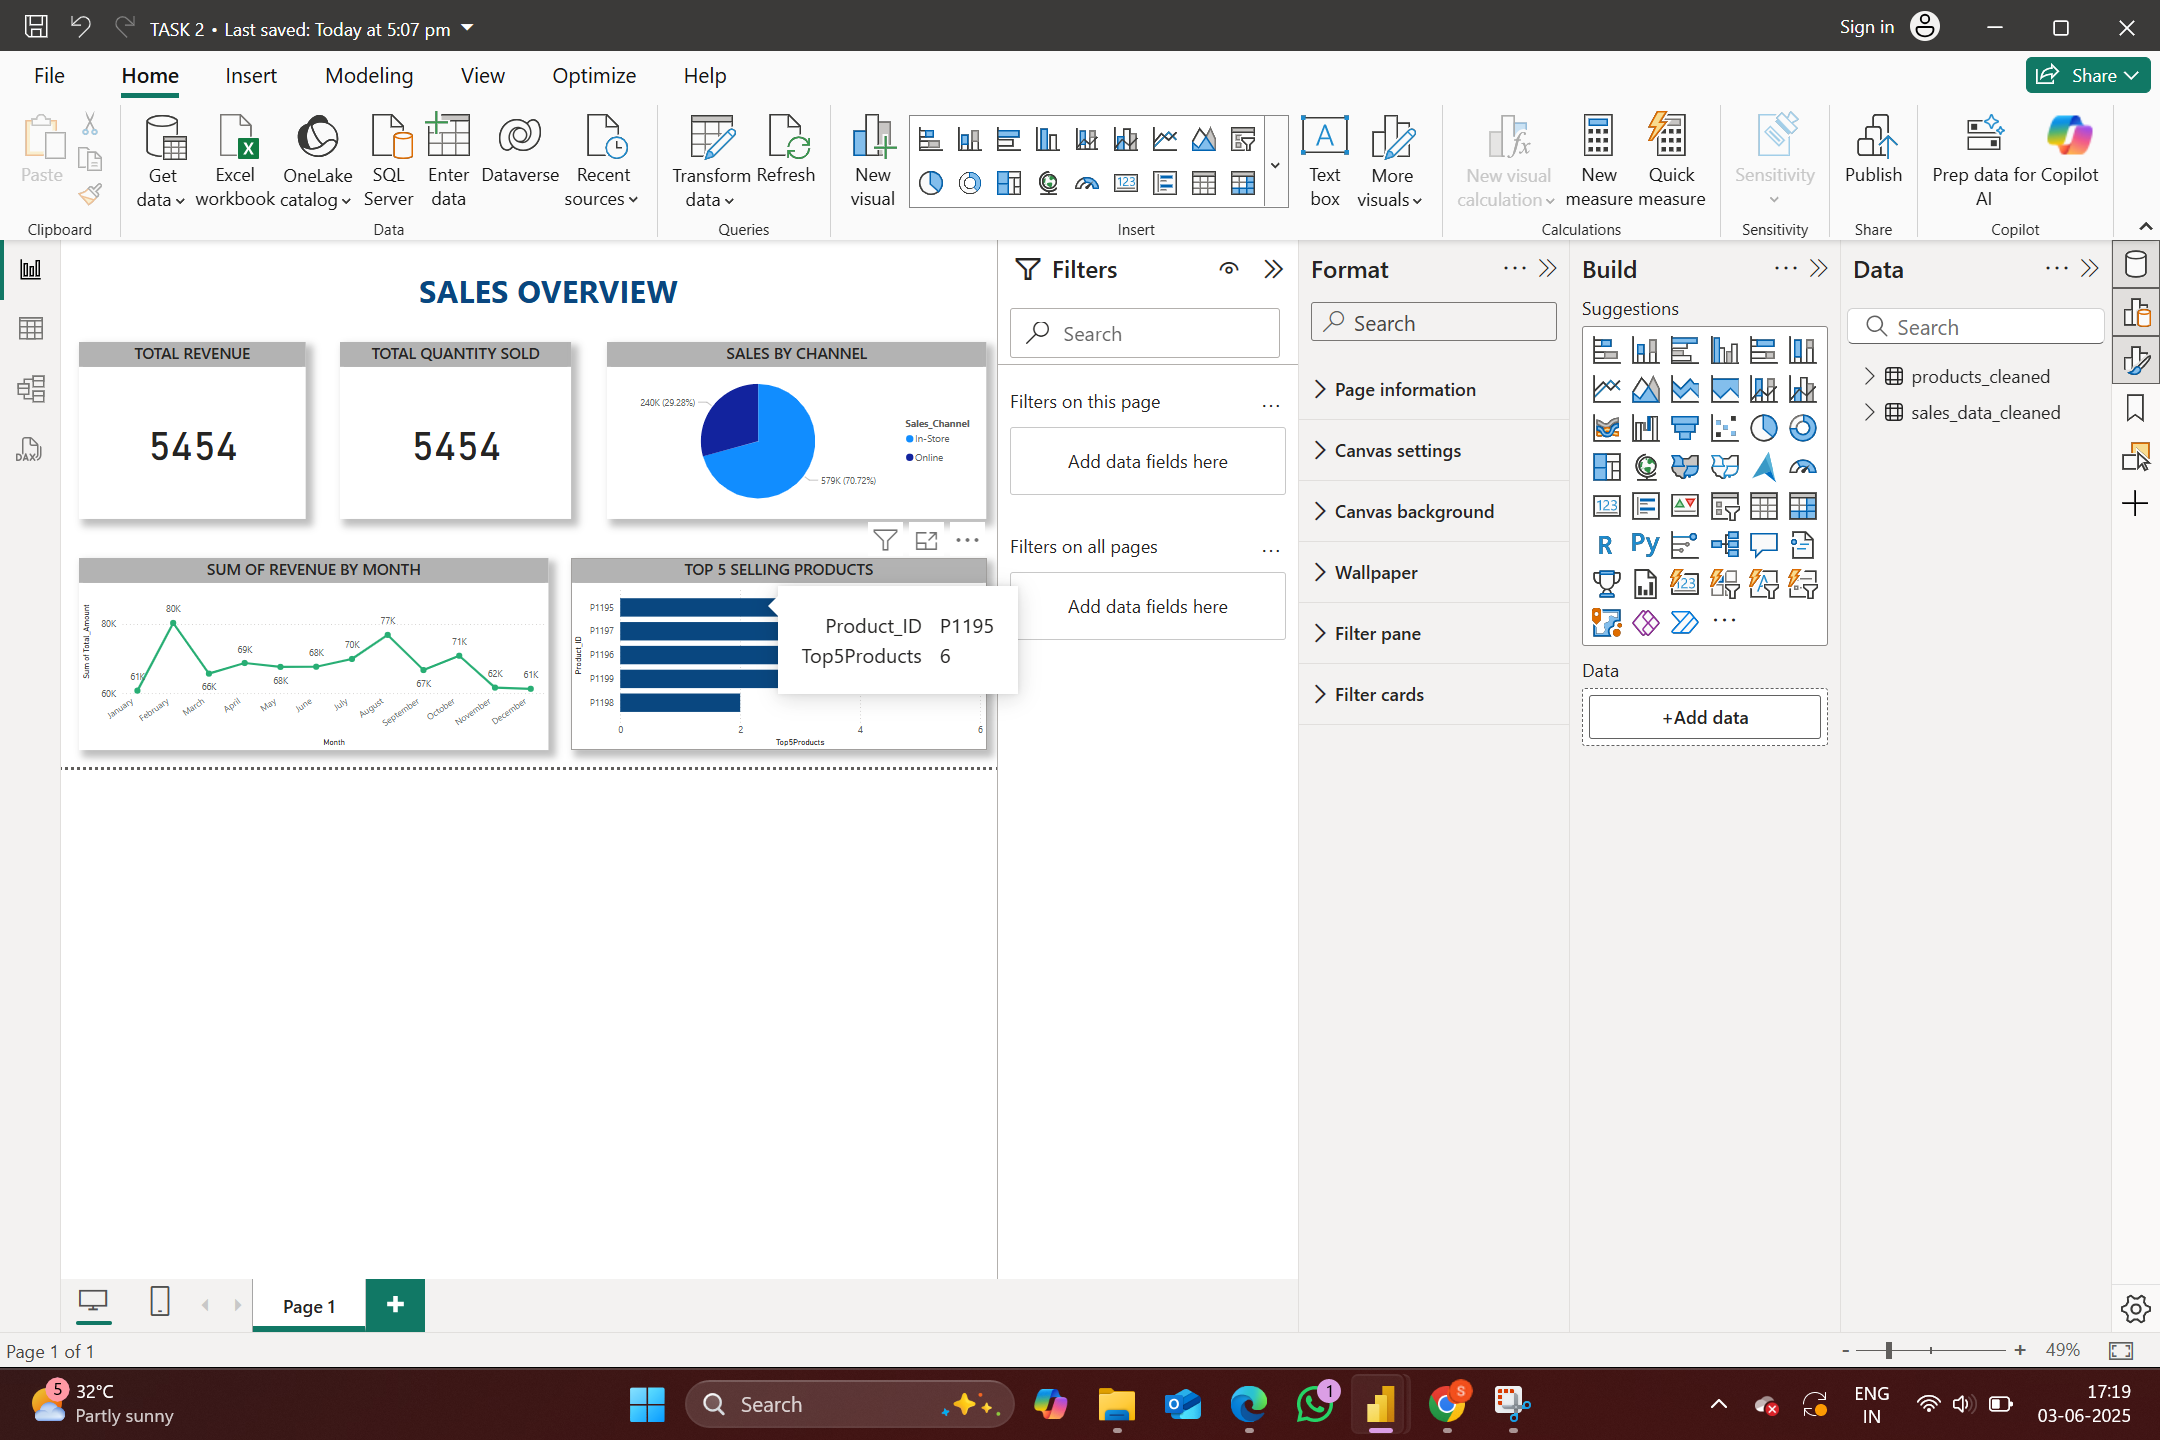 TASK 2 • Last saved: Today at 5:07 pm
Sign in
File Home Insert Modeling View Optimize Help
Share
Paste
Get data
Excel workbook
OneLake catalog
SQL Server
Enter data
Dataverse
Recent sources
Transform data
Refresh
New visual
Text box
More visuals
New visual calculation
New measure
Quick measure
Sensitivity
Publish
Prep data for AI
Copilot
Clipboard
Data
Queries
Insert
Calculations
Sensitivity
Share
Copilot
DAX
SALES OVERVIEW
TOTAL REVENUE
5454
TOTAL QUANTITY SOLD
5454
SALES BY CHANNEL
240K (29.28%)
579K (70.72%)
Sales_Channel
In-Store
Online
SUM OF REVENUE BY MONTH
Sum of Total_Amount
80K
60K
61K
80K
66K
69K
68K
68K
70K
77K
67K
71K
62K
61K
January
February
March
April
May
June
July
August
September
October
November
December
Month
TOP 5 SELLING PRODUCTS
Product_ID
P1195
P1197
P1196
P1199
P1198
0 2 4 6
Top5Products
Product_ID P1195
Top5Products 6
Filters
Search
Filters on this page
Add data fields here
Filters on all pages
Add data fields here
Format
Search
Page information
Canvas settings
Canvas background
Wallpaper
Filter pane
Filter cards
Build
Suggestions
123
R Py
123
Data
+Add data
Data
Search
products_cleaned
sales_data_cleaned
Page 1
Page 1 of 1
- + 49%
5
32°C
Partly sunny
Search
1
S
ENG
IN
17:19
03-06-2025